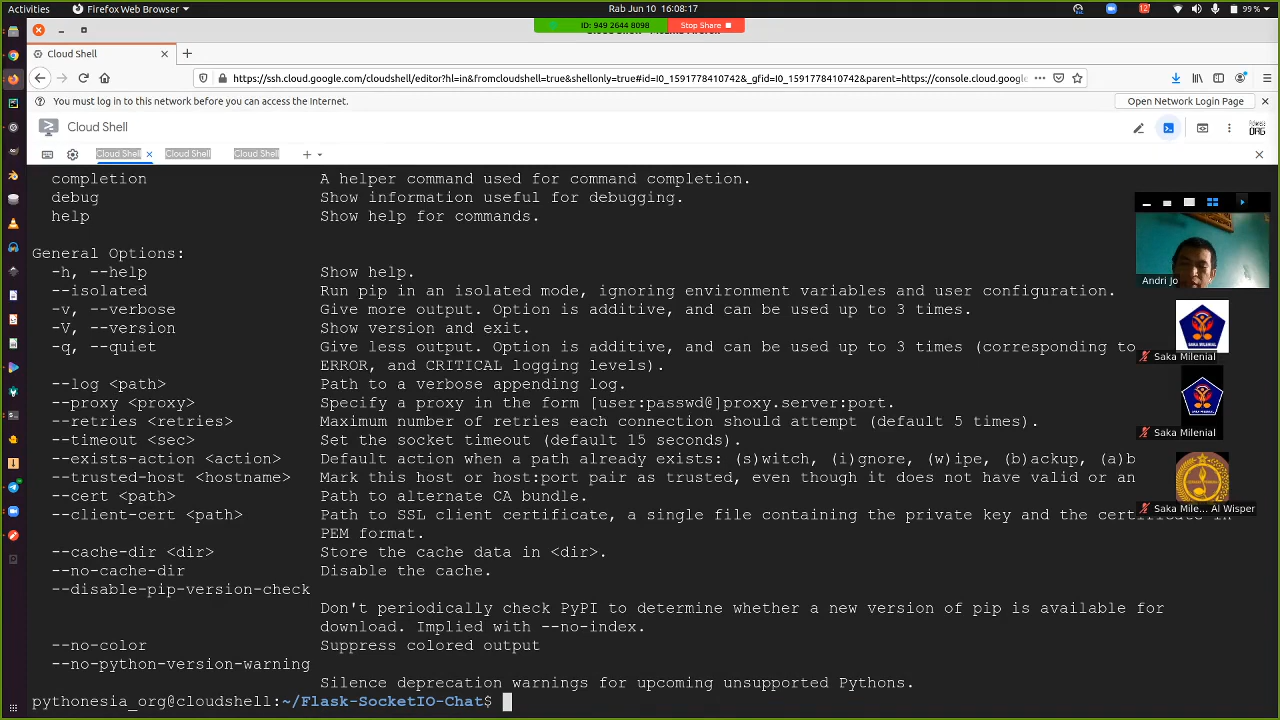 Activities Firefox Web Browser Rab Jun 10 16:08:17 12 99 %
ID: 949 2644 8098 Stop Share
Cloud Shell
https://ssh.cloud.google.com/cloudshell/editor?hl=in&fromcloudshell=true&shellonly=true#id=I0_1591778410742&_gfid=I0_1591778410742&parent=https://console.cloud.goog
You must log in to this network before you can access the Internet. Open Network Login Page
Cloud Shell
Cloud Shell Cloud Shell Cloud Shell
completion A helper command used for command completion.
debug Show information useful for debugging.
help Show help for commands.
General Options:
-h, --help Show help.
--isolated Run pip in an isolated mode, ignoring environment variables and user configuration.
-v, --verbose Give more output. Option is additive, and can be used up to 3 times.
-V, --version Show version and exit.
-q, --quiet Give less output. Option is additive, and can be used up to 3 times (corresponding to
ERROR, and CRITICAL logging levels).
--log <path> Path to a verbose appending log.
--proxy <proxy> Specify a proxy in the form [user:passwd@]proxy.server:port.
--retries <retries> Maximum number of retries each connection should attempt (default 5 times).
--timeout <sec> Set the socket timeout (default 15 seconds).
--exists-action <action> Default action when a path already exists: (s)witch, (i)gnore, (w)ipe, (b)ackup, (a)b
--trusted-host <hostname> Mark this host or host:port pair as trusted, even though it does not have valid or an
--cert <path> Path to alternate CA bundle.
--client-cert <path> Path to SSL client certificate, a single file containing the private key and the certificate in
PEM format.
--cache-dir <dir> Store the cache data in <dir>.
--no-cache-dir Disable the cache.
--disable-pip-version-check
Don't periodically check PyPI to determine whether a new version of pip is available for
download. Implied with --no-index.
--no-color Suppress colored output
--no-python-version-warning
Silence deprecation warnings for upcoming unsupported Pythons.
pythonesia_org@cloudshell:~/Flask-SocketIO-Chat$
Andri Jo
SAKA MILENIAL
Saka Milenial
Saka Milenial
Saka Mile... Al Wisper